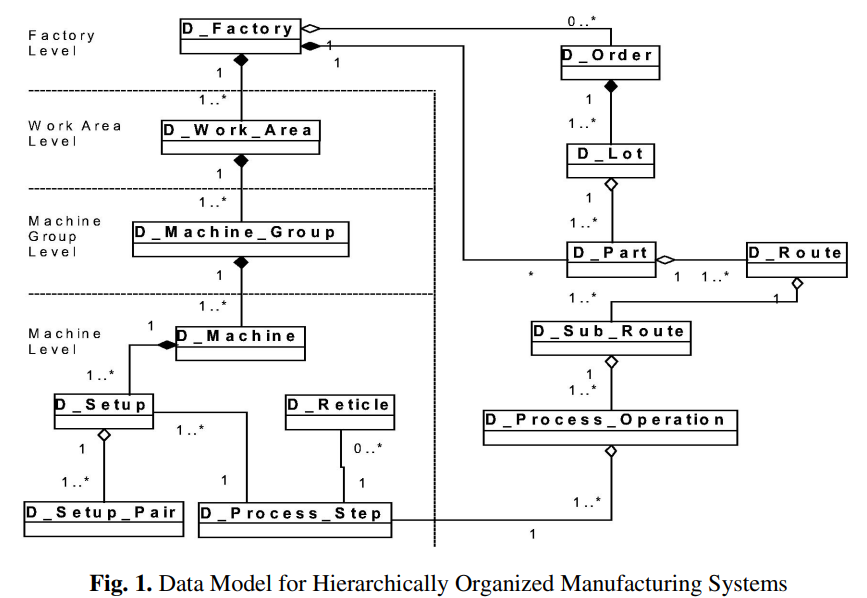 Factory
Level
D_Factory
1
1
1
0..*
D_Order
1
1..*
1..*
Work Area
Level
D_Work_Area
1
D_Lot
1
1..*
1..*
Machine
Group
Level
D_Machine_Group
1
D_Part
*
1
1..*
D_Route
1..*
1..*
1
Machine
Level
1
D_Machine
D_Sub_Route
1
1..*
1..*
D_Setup
1..*
D_Reticle
D_Process_Operation
1
0..*
1..*
1
1
1..*
D_Setup_Pair
D_Process_Step
1
Fig. 1. Data Model for Hierarchically Organized Manufacturing Systems